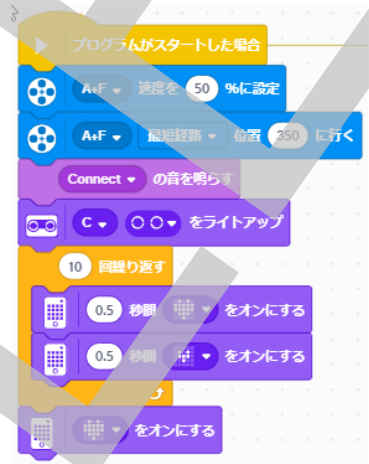 プログラムがスタートした場合
A+F 速度を 50 %に設定
A+F 最短経路 位置 350 に行く
Connect の音を鳴らす
C をライトアップ
10 回繰り返す
0.5 秒間 をオンにする
0.5 秒間 をオンにする
をオンにする